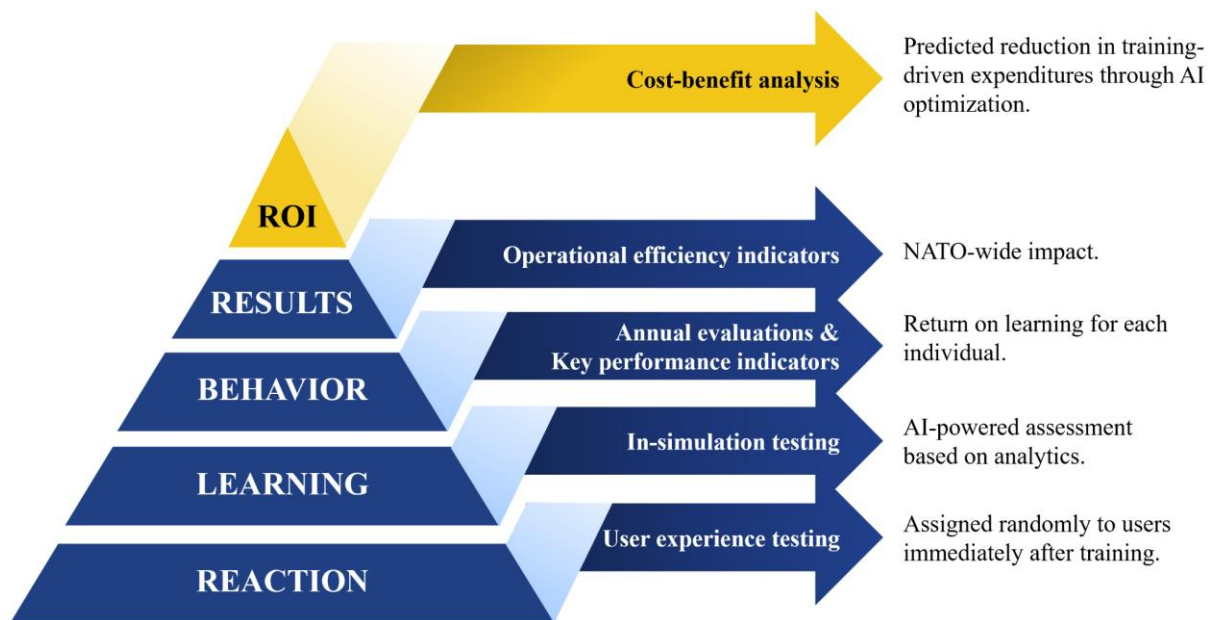 ROI
Cost-benefit analysis
Predicted reduction in training-
driven expenditures through AI
optimization.
RESULTS
Operational efficiency indicators
NATO-wide impact.
BEHAVIOR
Annual evaluations &
Key performance indicators
Return on learning for each
individual.
LEARNING
In-simulation testing
AI-powered assessment
based on analytics.
REACTION
User experience testing
Assigned randomly to users
immediately after training.